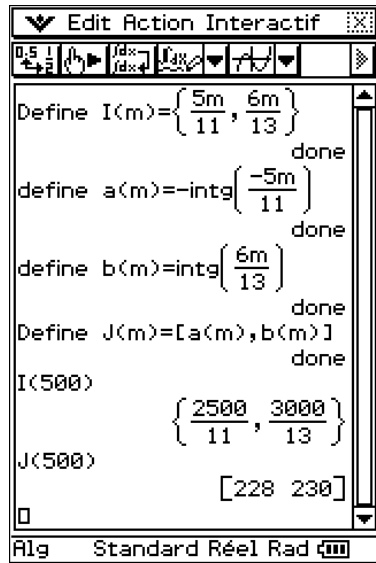 Edit Action Interactif
Define I(m)={5m/11, 6m/13}
done
define a(m)=-intg(-5m/11)
done
define b(m)=intg(6m/13)
done
Define J(m)=[a(m),b(m)]
done
I(500)
{2500/11, 3000/13}
J(500)
[228 230]
Alg Standard Réel Rad